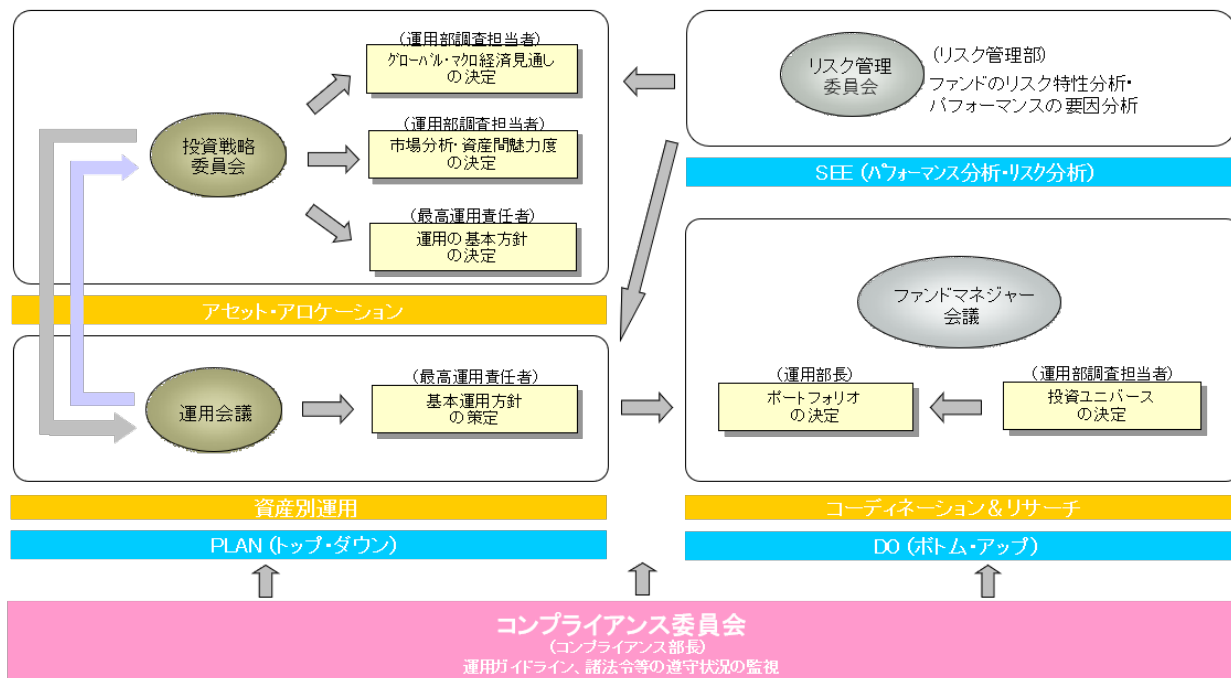 (運用部調査担当者)
グローバル・マクロ経済見通し
の決定
投資戦略
委員会
(運用部調査担当者)
市場分析・資産間魅力度
の決定
(最高運用責任者)
運用の基本方針
の決定
アセット・アロケーション
運用会議
(最高運用責任者)
基本運用方針
の策定
資産別運用
PLAN (トップ・ダウン)
リスク管理
委員会
(リスク管理部)
ファンドのリスク特性分析・
パフォーマンスの要因分析
SEE (パフォーマンス分析・リスク分析)
ファンドマネジャー
会議
(運用部長)
ポートフォリオ
の決定
(運用部調査担当者)
投資ユニバース
の決定
コーディネーション＆リサーチ
DO (ボトム・アップ)
コンプライアンス委員会
(コンプライアンス部長)
運用ガイドライン、諸法令等の遵守状況の監視